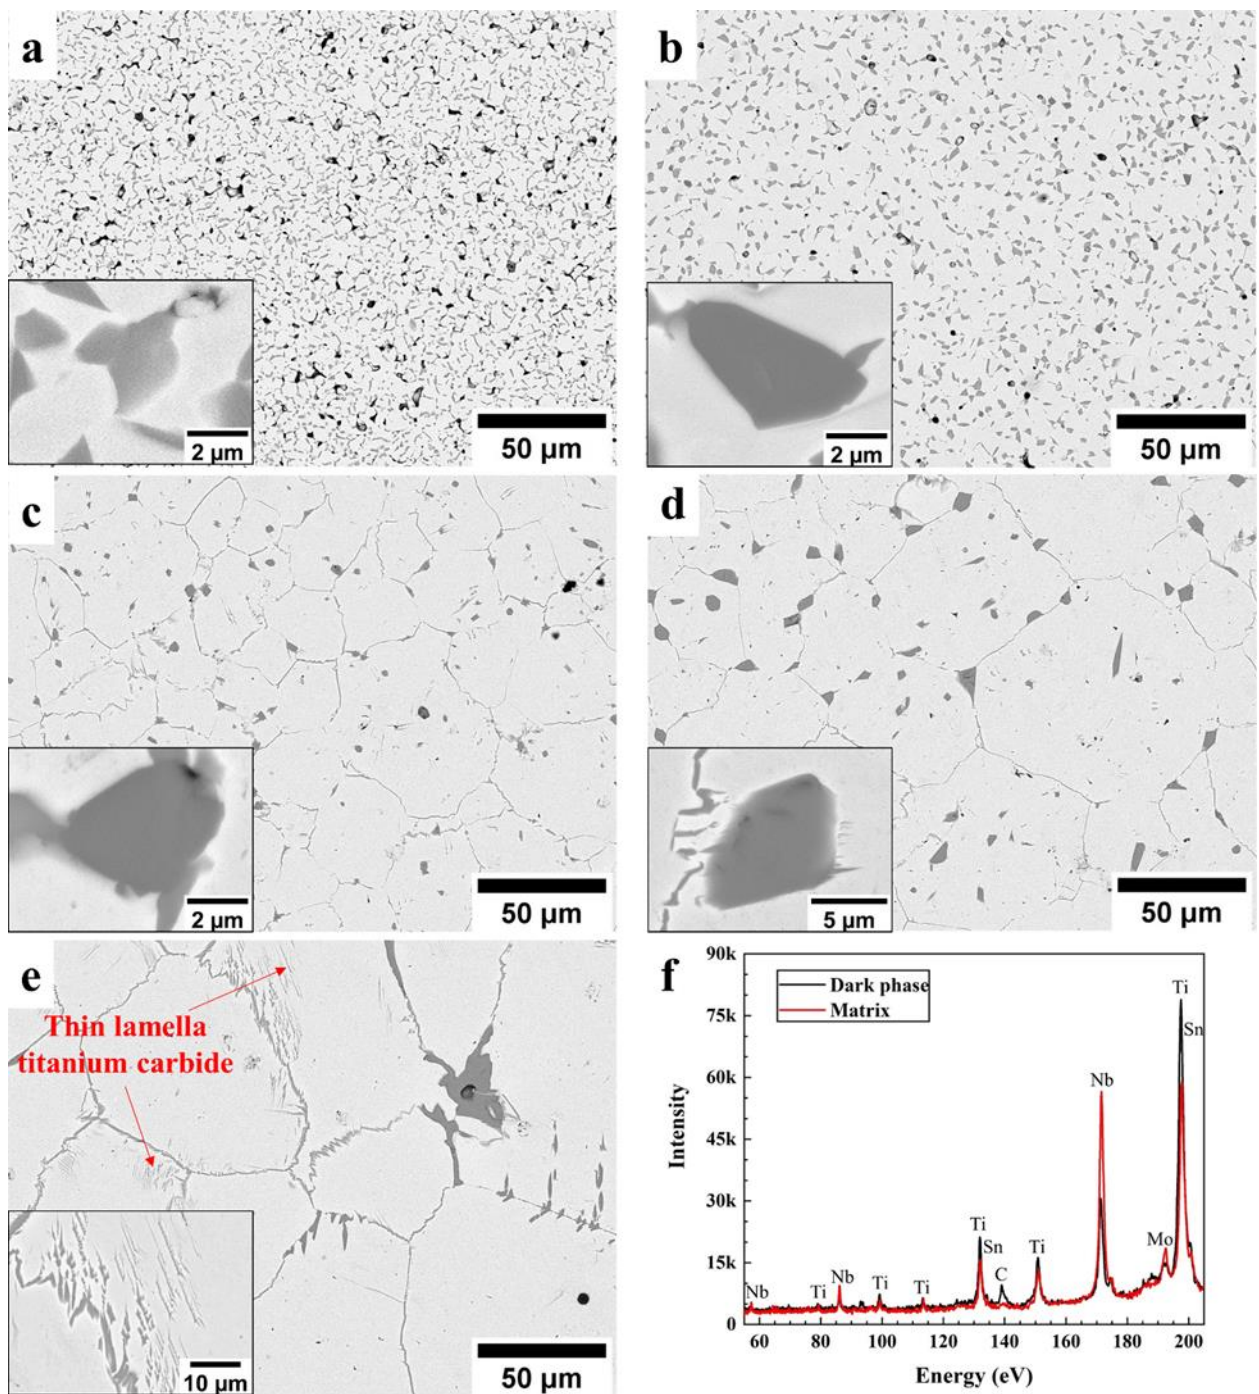 a
2 µm
50 µm
b
2 µm
50 µm
c
2 µm
50 µm
d
5 µm
50 µm
e
Thin lamella
titanium carbide
10 µm
50 µm
f
90k
75k
60k
45k
30k
15k
0
Intensity
Dark phase
Matrix
Nb
Ti
Nb
Ti
Ti
Ti
Sn
C
Ti
Nb
Mo
Ti
Sn
60 80 100 120 140 160 180 200
Energy (eV)